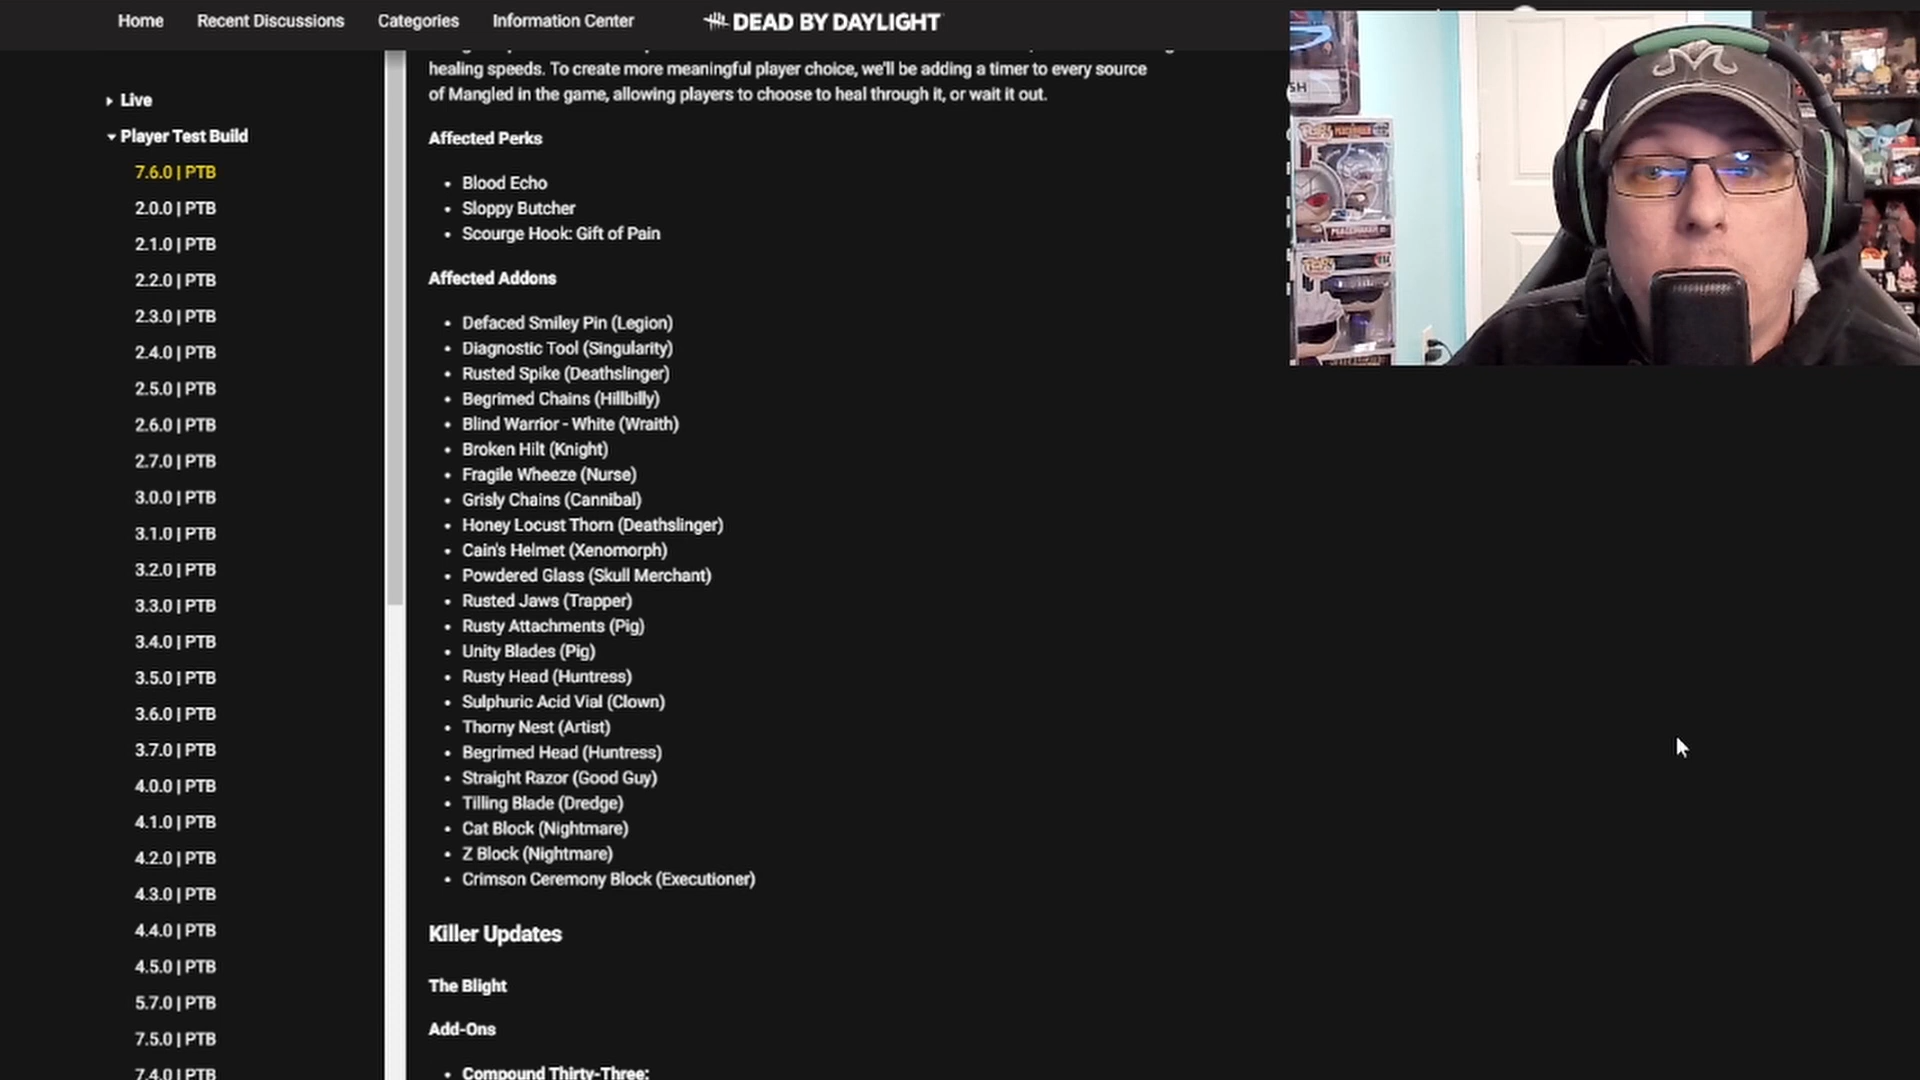 Home Recent Discussions Categories Information Center DEAD BY DAYLIGHT
Live
Player Test Build
7.6.0 | PTB
2.0.0 | PTB
2.1.0 | PTB
2.2.0 | PTB
2.3.0 | PTB
2.4.0 | PTB
2.5.0 | PTB
2.6.0 | PTB
2.7.0 | PTB
3.0.0 | PTB
3.1.0 | PTB
3.2.0 | PTB
3.3.0 | PTB
3.4.0 | PTB
3.5.0 | PTB
3.6.0 | PTB
3.7.0 | PTB
4.0.0 | PTB
4.1.0 | PTB
4.2.0 | PTB
4.3.0 | PTB
4.4.0 | PTB
4.5.0 | PTB
5.7.0 | PTB
7.5.0 | PTB
7.4.0 | PTB
healing speeds. To create more meaningful player choice, we'll be adding a timer to every source
of Mangled in the game, allowing players to choose to heal through it, or wait it out.
Affected Perks
• Blood Echo
• Sloppy Butcher
• Scourge Hook: Gift of Pain
Affected Addons
• Defaced Smiley Pin (Legion)
• Diagnostic Tool (Singularity)
• Rusted Spike (Deathslinger)
• Begrimed Chains (Hillbilly)
• Blind Warrior - White (Wraith)
• Broken Hilt (Knight)
• Fragile Wheeze (Nurse)
• Grisly Chains (Cannibal)
• Honey Locust Thorn (Deathslinger)
• Cain's Helmet (Xenomorph)
• Powdered Glass (Skull Merchant)
• Rusted Jaws (Trapper)
• Rusty Attachments (Pig)
• Unity Blades (Pig)
• Rusty Head (Huntress)
• Sulphuric Acid Vial (Clown)
• Thorny Nest (Artist)
• Begrimed Head (Huntress)
• Straight Razor (Good Guy)
• Tilling Blade (Dredge)
• Cat Block (Nightmare)
• Z Block (Nightmare)
• Crimson Ceremony Block (Executioner)
Killer Updates
The Blight
Add-Ons
• Compound Thirty-Three: